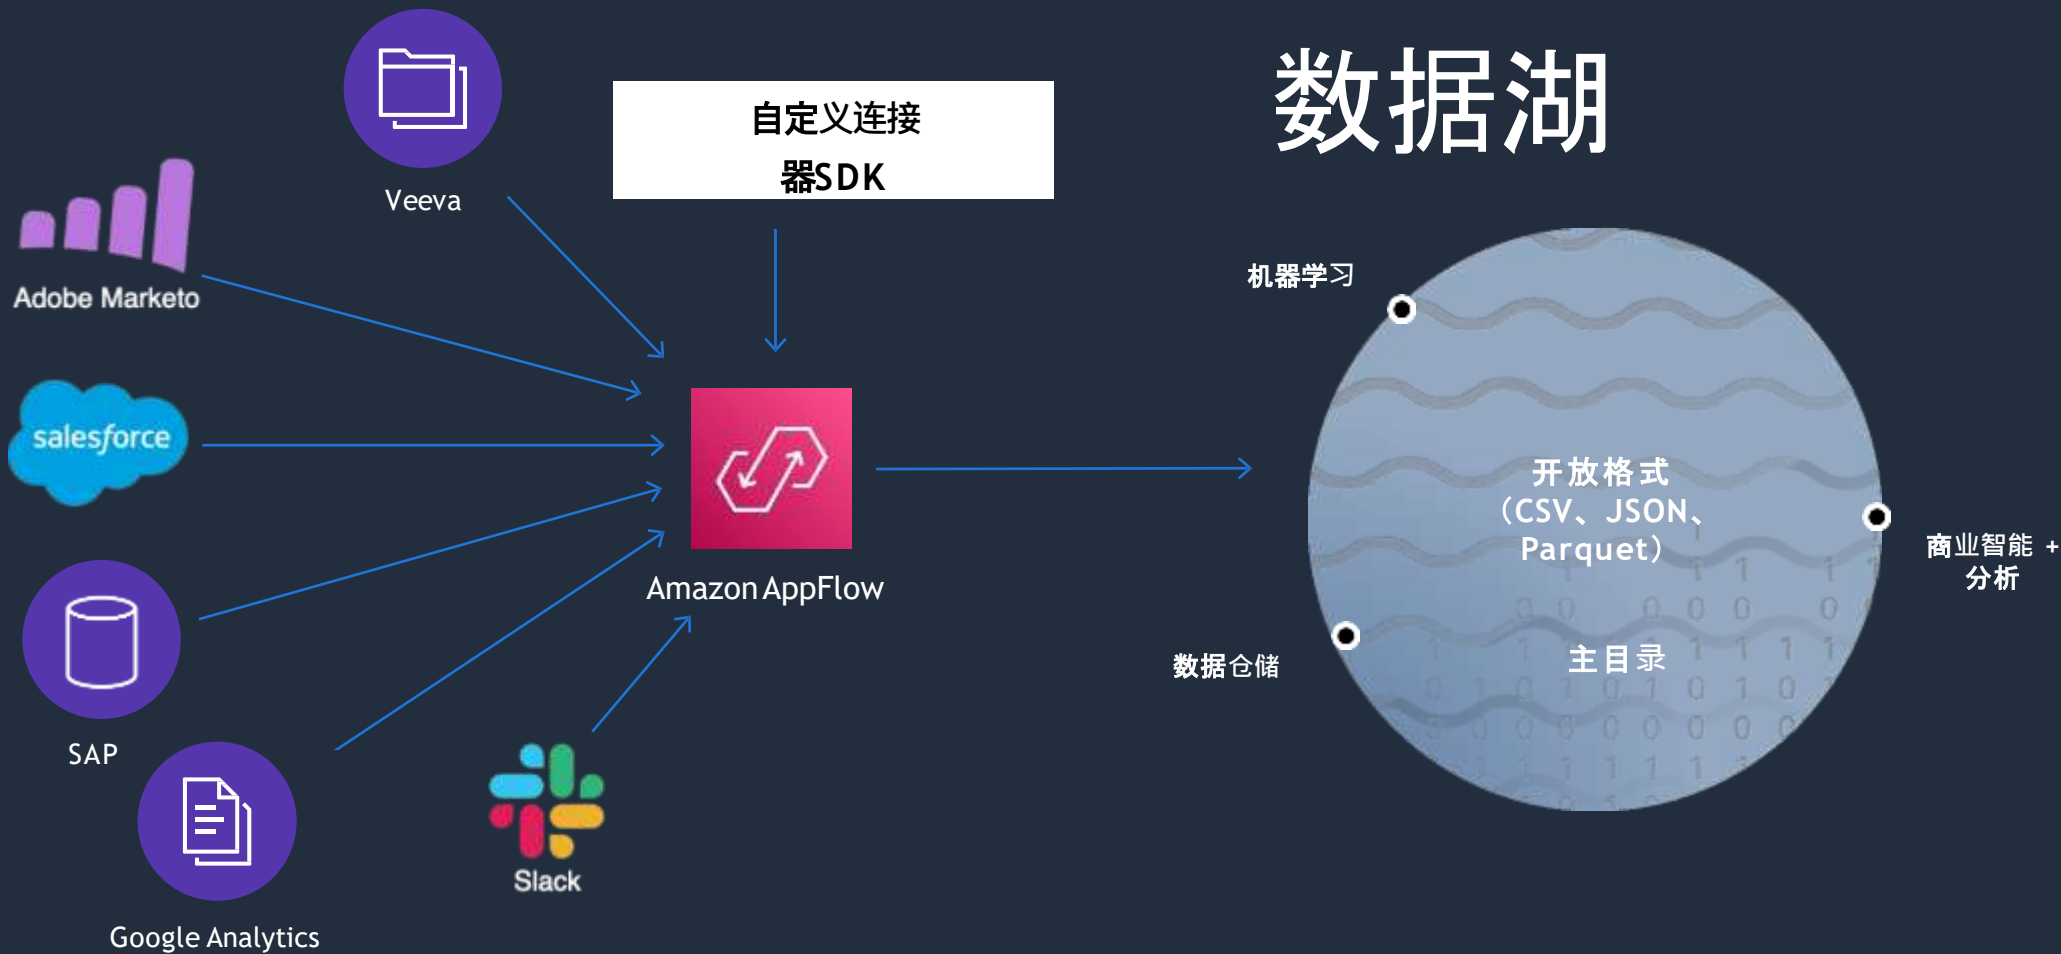 数据湖
Veeva
自定义连接
器SDK
Adobe Marketo
salesforce
SAP
Google Analytics
Slack
Amazon AppFlow
机器学习
开放格式
（CSV、JSON、
Parquet）
主目录
商业智能 +
分析
数据仓储